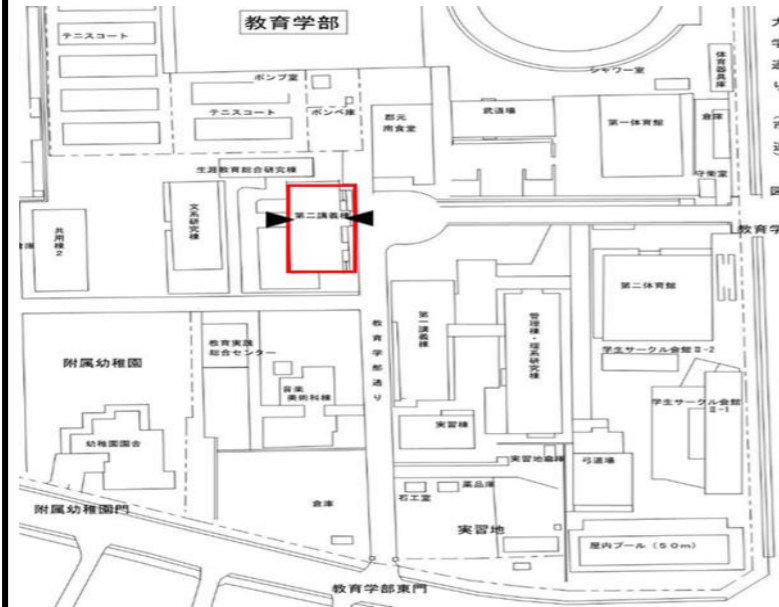 教育学部
テニスコート
ポンプ室
シャワー室
体育器具庫
テニスコート
ボンベ庫
郡元
南食堂
武道場
第一体育館
倉庫
守衛室
生涯教育総合研究棟
文系研究棟
共用棟2
第二講義棟
教育学
第二体育館
教育学部通り
第一講義棟
管理棟・理系研究棟
学生サークル会館Ⅱ-2
学生サークル会館
Ⅱ-1
附属幼稚園
教育実践
総合センター
音楽
美術科棟
実習棟
幼稚園園舎
実習地倉庫
弓道場
倉庫
石工室
薬品庫
附属幼稚園門
実習地
屋内プール(50m)
教育学部東門